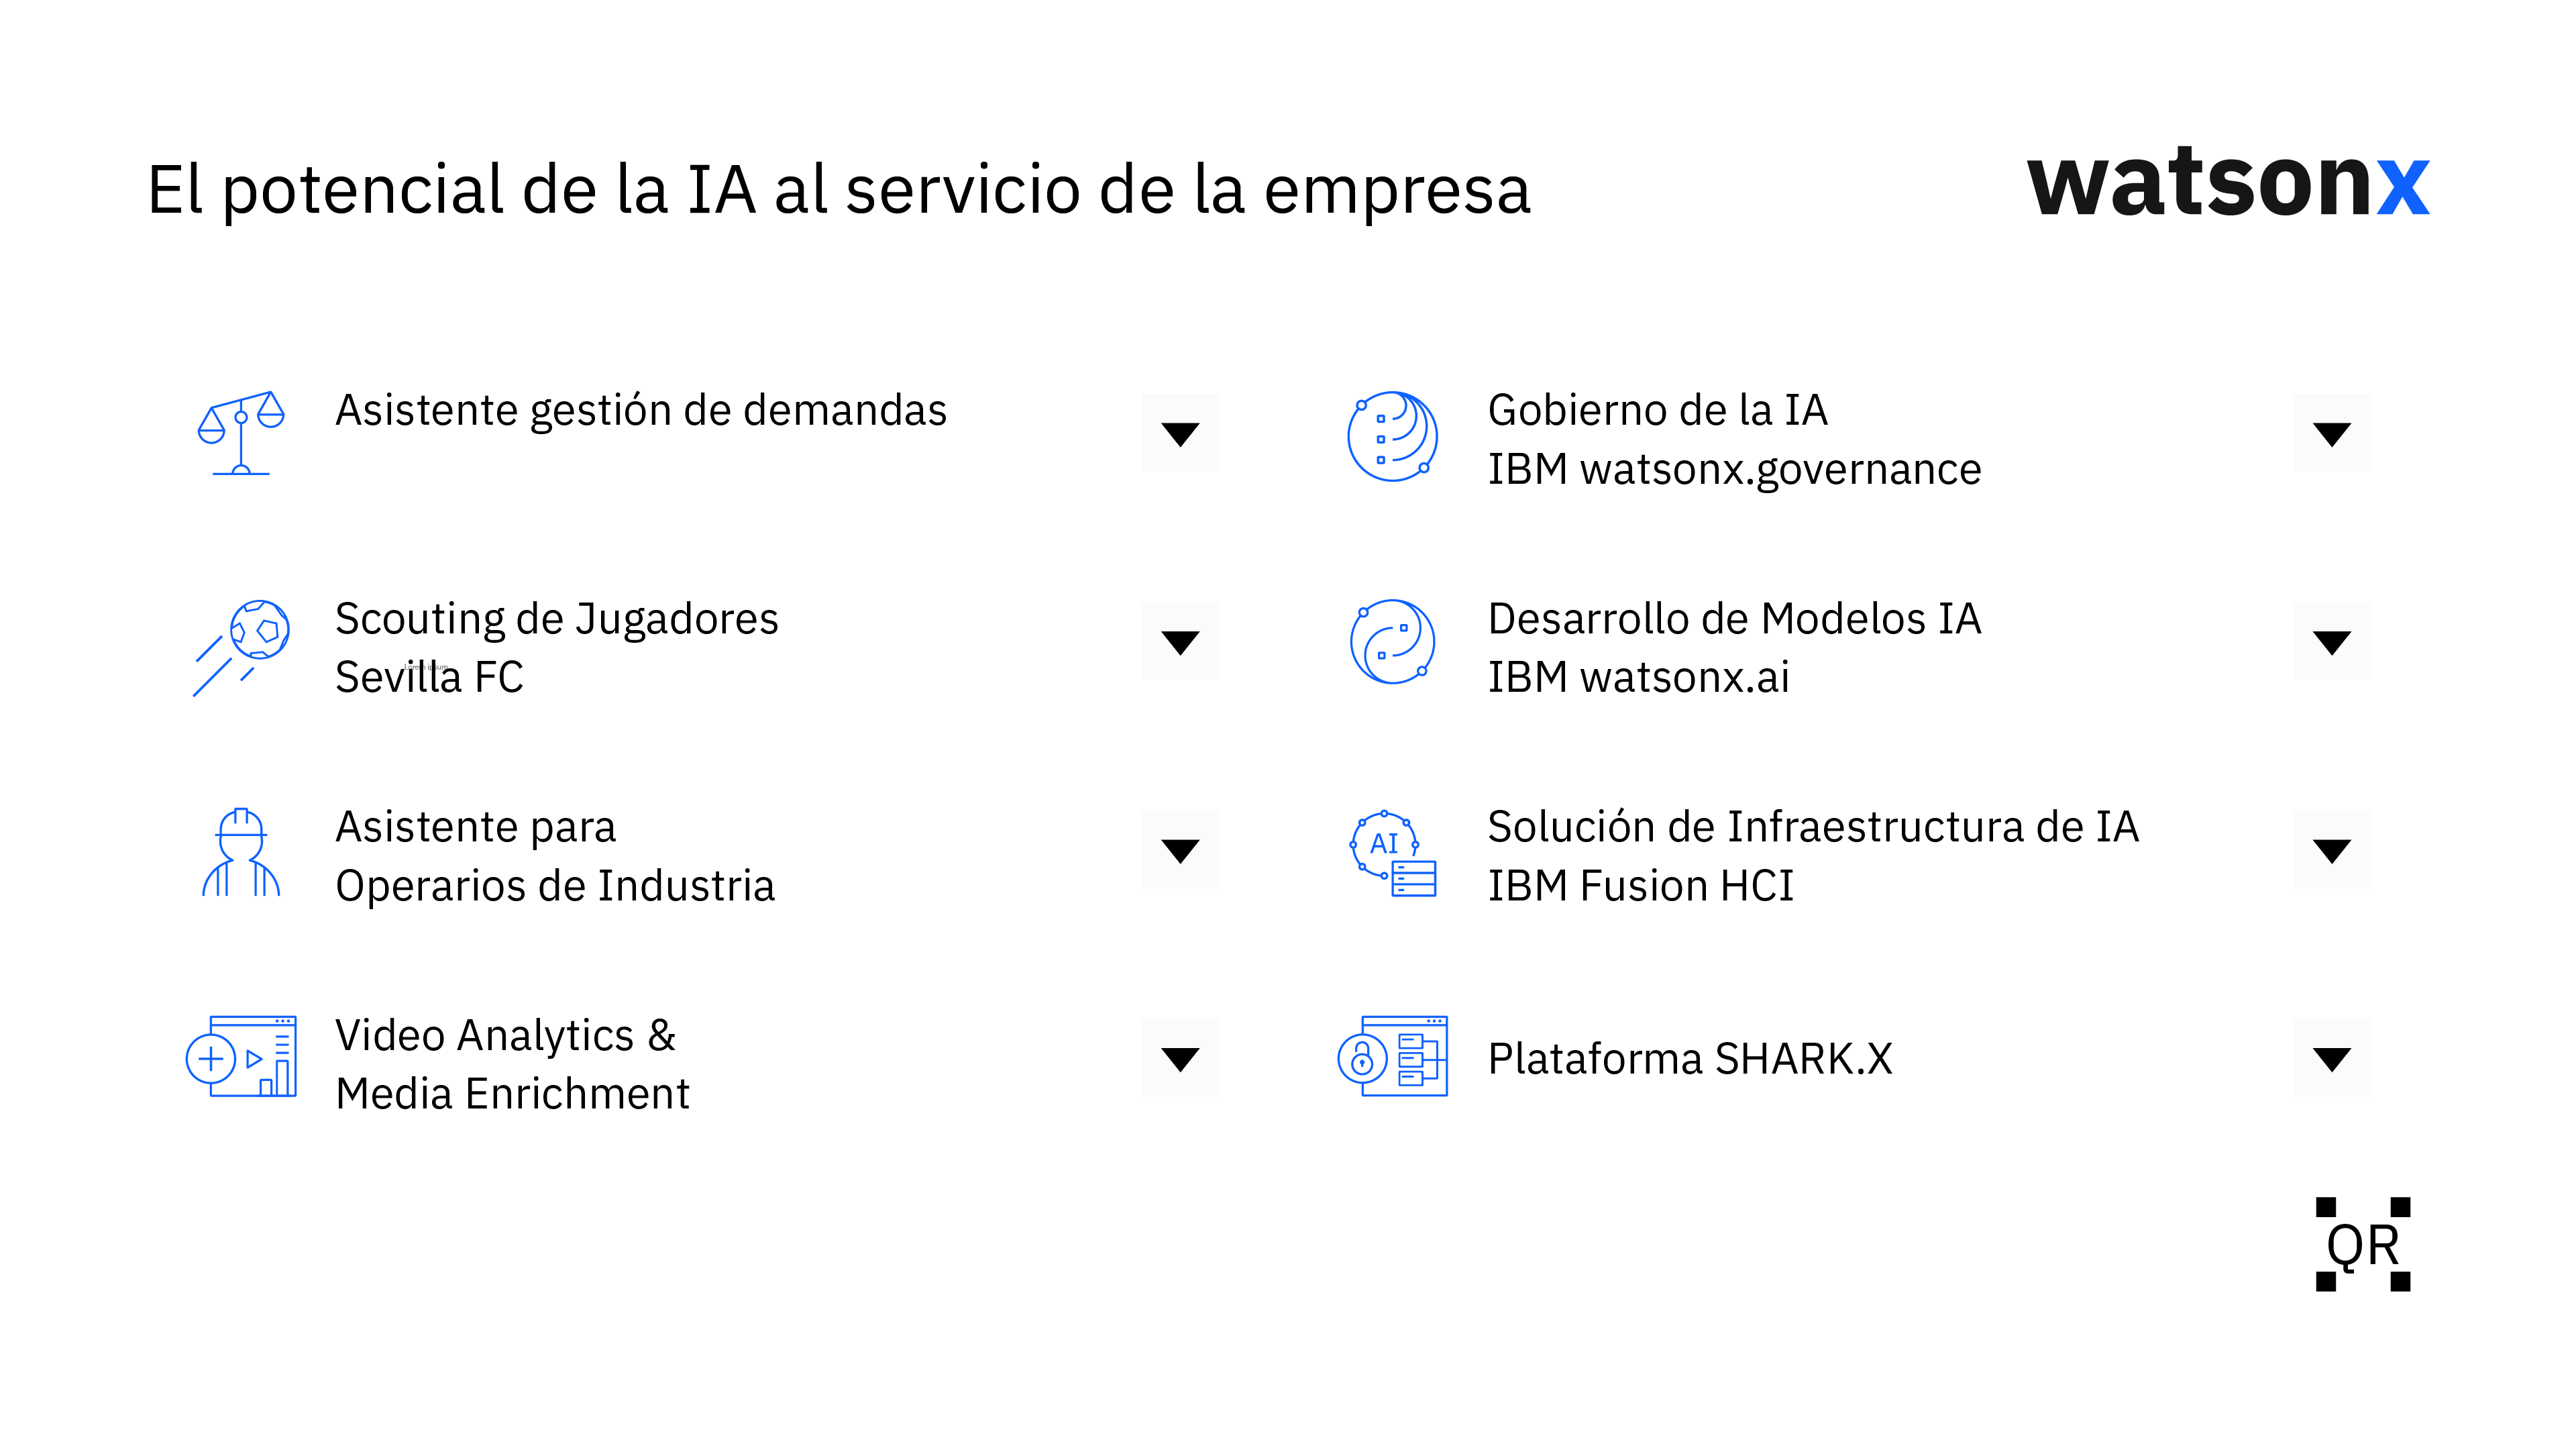 El potencial de la IA al servicio de la empresa
watsonx
Asistente gestión de demandas
Scouting de Jugadores
Sevilla FC
Lorem ipsum
Asistente para
Operarios de Industria
Video Analytics &
Media Enrichment
Gobierno de la IA
IBM watsonx.governance
Desarrollo de Modelos IA
IBM watsonx.ai
AI
Solución de Infraestructura de IA
IBM Fusion HCI
Plataforma SHARK.X
QR